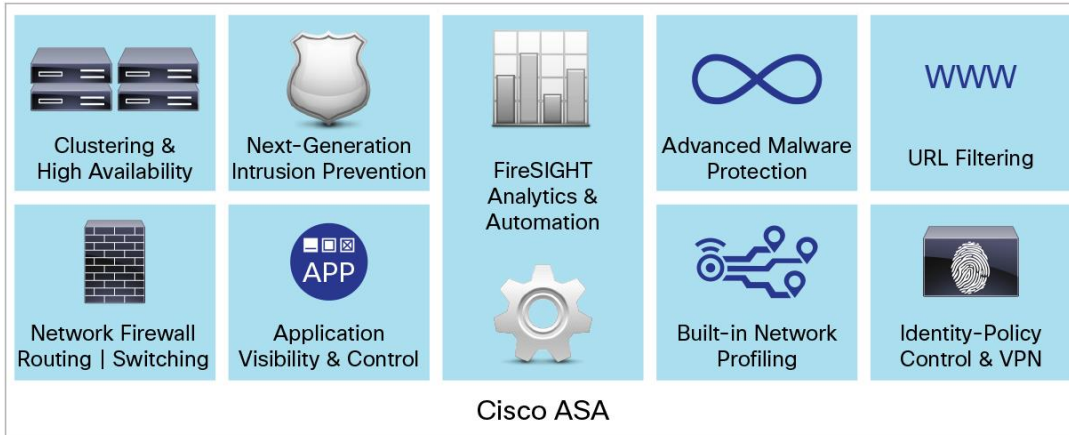 Clustering &
High Availability
Next-Generation
Intrusion Prevention
FireSIGHT
Analytics &
Automation
Advanced Malware
Protection
WWW
URL Filtering
Network Firewall
Routing | Switching
APP
Application
Visibility & Control
Built-in Network
Profiling
Identity-Policy
Control & VPN
Cisco ASA